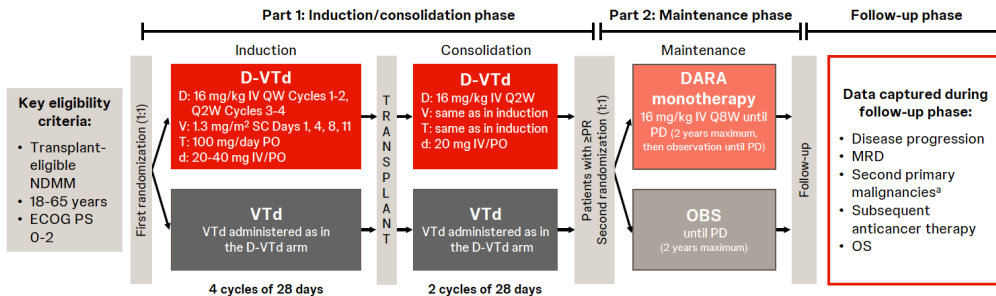 Part 1: Induction/consolidation phase
Part 2: Maintenance phase
Follow-up phase
Key eligibility
criteria:
• Transplant-
eligible
NDMM
• 18-65 years
• ECOG PS
0-2
First randomization (1:1)
Induction
D-VTd
D: 16 mg/kg IV QW Cycles 1-2,
Q2W Cycles 3-4
V: 1.3 mg/m² SC Days 1, 4, 8, 11
T: 100 mg/day PO
d: 20-40 mg IV/PO
VTd
VTd administered as in
the D-VTd arm
4 cycles of 28 days
TRANSPLANT
Consolidation
D-VTd
D: 16 mg/kg IV Q2W
V: same as in induction
T: same as in induction
d: 20 mg IV/PO
VTd
VTd administered as in
the D-VTd arm
2 cycles of 28 days
Patients with ≥PR
Second randomization (1:1)
Maintenance
DARA
monotherapy
16 mg/kg IV Q8W until
PD (2 years maximum,
then observation until PD)
OBS
until PD
(2 years maximum)
Follow-up
Data captured during
follow-up phase:
• Disease progression
• MRD
• Second primary
malignanciesª
• Subsequent
anticancer therapy
• OS